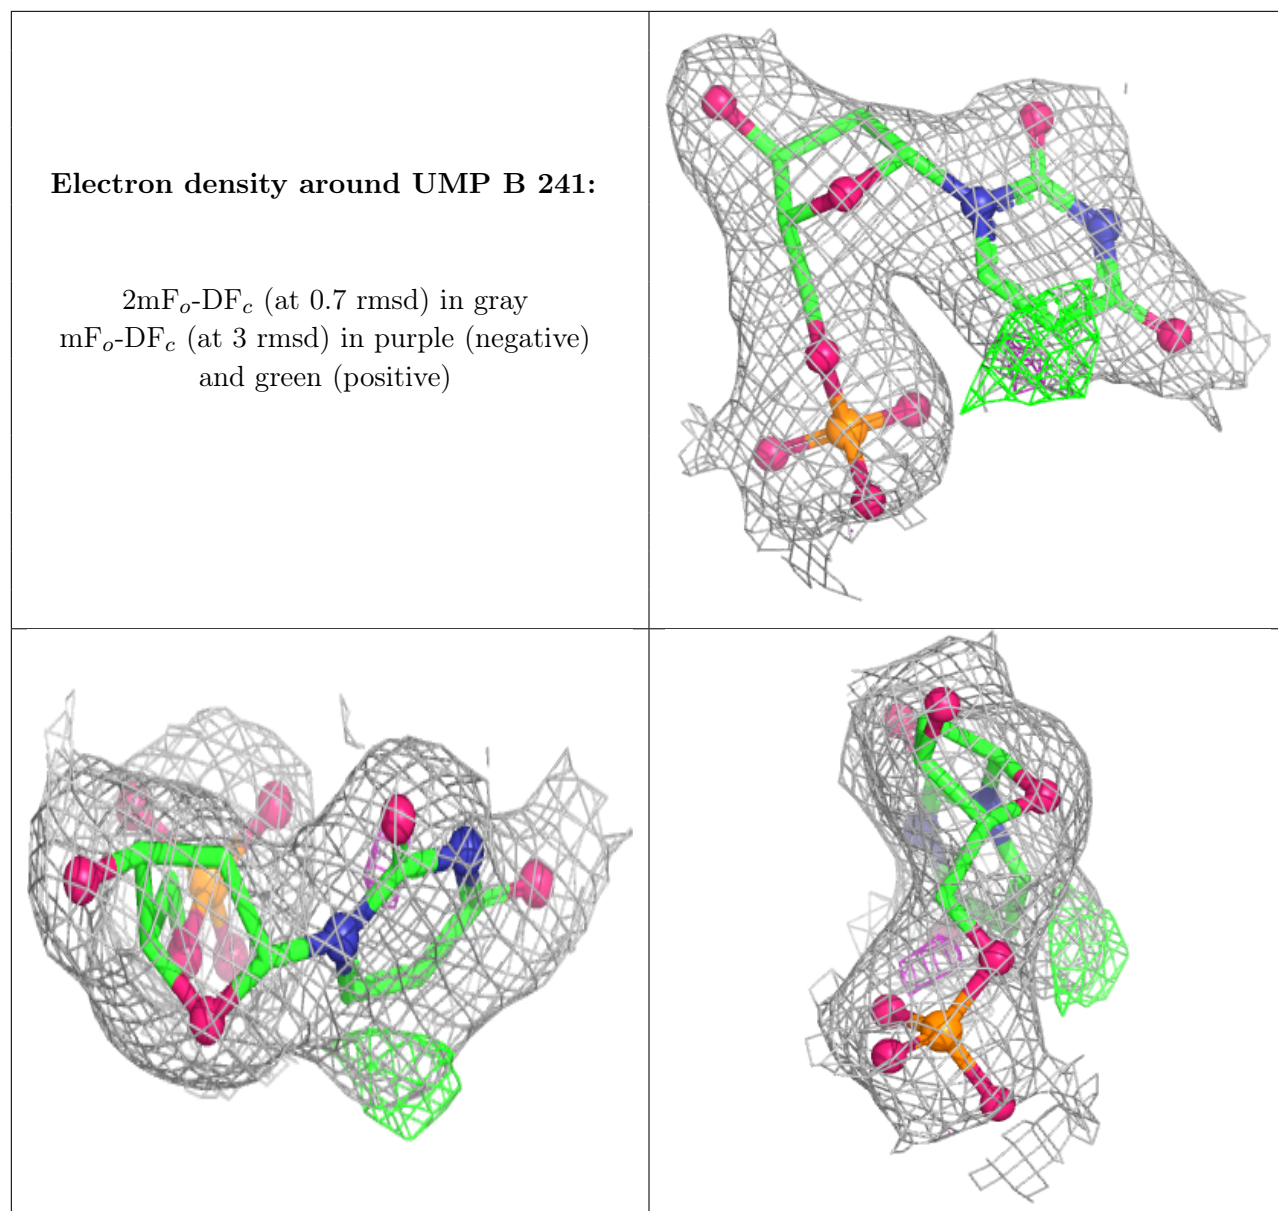 Electron density around UMP B 241:
2mFo-DFc (at 0.7 rmsd) in gray
mFo-DFc (at 3 rmsd) in purple (negative)
and green (positive)